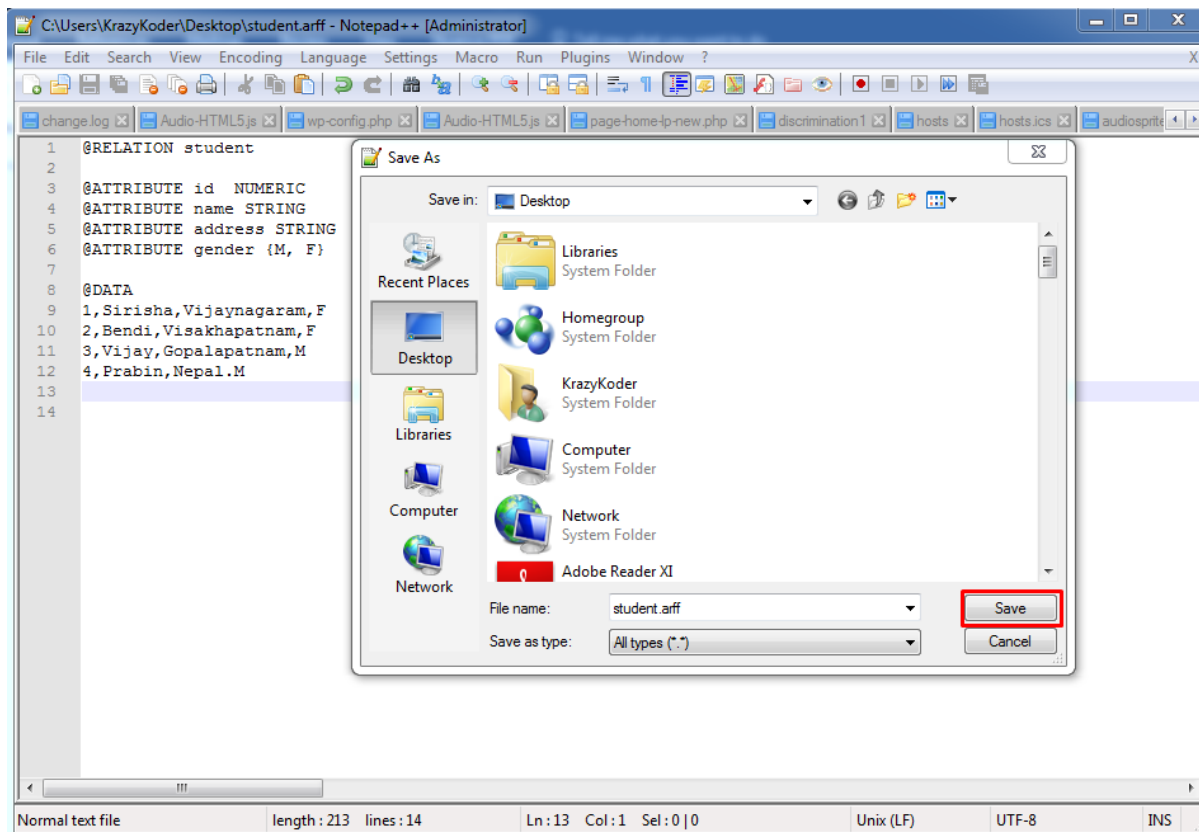 C:\Users\KrazyKoder\Desktop\student.arff - Notepad++ [Administrator]
File Edit Search View Encoding Language Settings Macro Run Plugins Window ? X
change.log Audio-HTML5.js wp-config.php Audio-HTML5.js page-home-lp-new.php discrimination1 hosts hosts.ics audiosprite
1 @RELATION student
2
3 @ATTRIBUTE id  NUMERIC
4 @ATTRIBUTE name STRING
5 @ATTRIBUTE address STRING
6 @ATTRIBUTE gender {M, F}
7
8 @DATA
9 1,Sirisha,Vijaynagaram,F
10 2,Bendi,Visakhapatnam,F
11 3,Vijay,Gopalapatnam,M
12 4,Prabin,Nepal.M
13
14
Save As
Save in: Desktop
Recent Places
Desktop
Libraries
Computer
Network
Libraries
System Folder
Homegroup
System Folder
KrazyKoder
System Folder
Computer
System Folder
Network
System Folder
Adobe Reader XI
File name: student.arff Save
Save as type: All types (*.*) Cancel
Normal text file length : 213 lines : 14 Ln : 13 Col : 1 Sel : 0 | 0 Unix (LF) UTF-8 INS